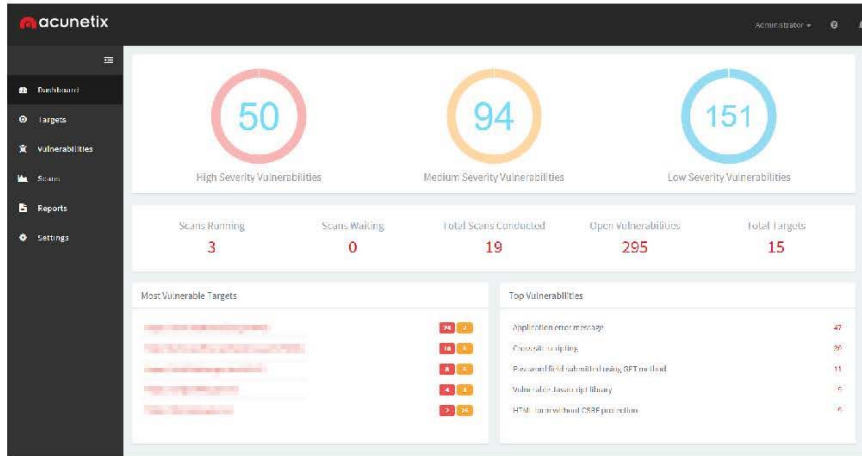 acunetix
Administrator
Dashboard
Targets
Vulnerabilities
Scans
Reports
Settings
50
High Severity Vulnerabilities
94
Medium Severity Vulnerabilities
151
Low Severity Vulnerabilities
Scans Running
3
Scans Waiting
0
Total Scans Conducted
19
Open Vulnerabilities
295
Total Targets
15
Most Vulnerable Targets
8
4
Top Vulnerabilities
Application error message 47
Cross site scripting 20
Password field submitted using GET method 11
Vulnerable Javascript library
HTML form without CSRF protection